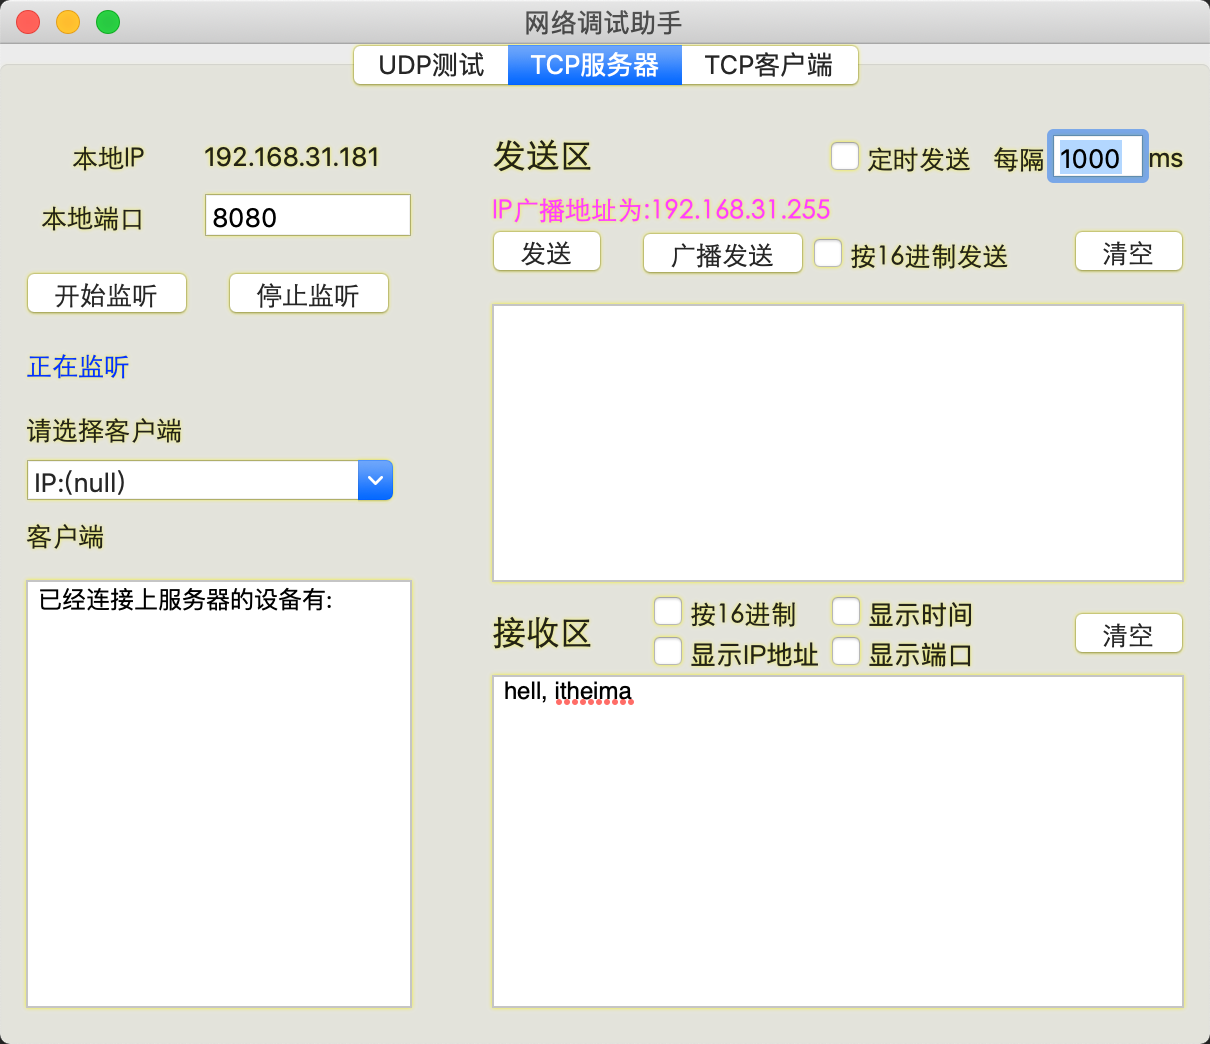 网络调试助手
UDP测试 TCP服务器 TCP客户端
本地IP 192.168.31.181
本地端口 8080
开始监听 停止监听
正在监听
请选择客户端
IP:(null)
客户端
已经连接上服务器的设备有:
发送区 定时发送 每隔 1000 ms
IP广播地址为:192.168.31.255
发送 广播发送 按16进制发送 清空
接收区 按16进制 显示时间
显示IP地址 显示端口 清空
hell, itheima